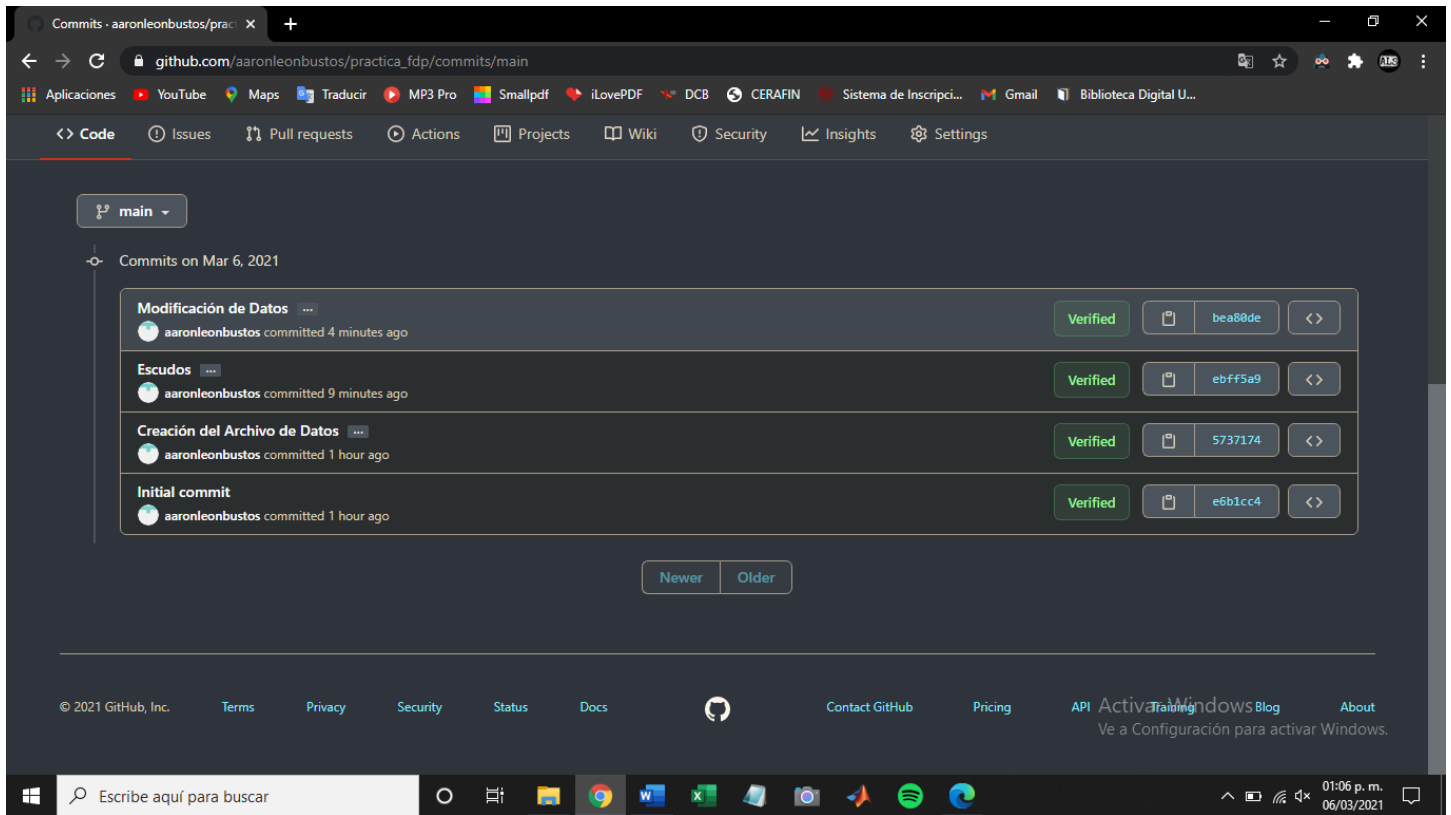 Commits · aaronleonbustos/prac
github.com/aaronleonbustos/practica_fdp/commits/main
Aplicaciones YouTube Maps Traducir MP3 Pro Smallpdf iLovePDF DCB CERAFIN Sistema de Inscripci... Gmail Biblioteca Digital U...
<> Code Issues Pull requests Actions Projects Wiki Security Insights Settings
main
Commits on Mar 6, 2021
Modificación de Datos ...
aaronleonbustos committed 4 minutes ago
Verified bea80de <>
Escudos ...
aaronleonbustos committed 9 minutes ago
Verified ebff5a9 <>
Creación del Archivo de Datos ...
aaronleonbustos committed 1 hour ago
Verified 5737174 <>
Initial commit
aaronleonbustos committed 1 hour ago
Verified e6b1cc4 <>
Newer Older
© 2021 GitHub, Inc. Terms Privacy Security Status Docs Contact GitHub Pricing API Training Blog About
Activar Windows
Ve a Configuración para activar Windows.
Escribe aquí para buscar
01:06 p. m.
06/03/2021